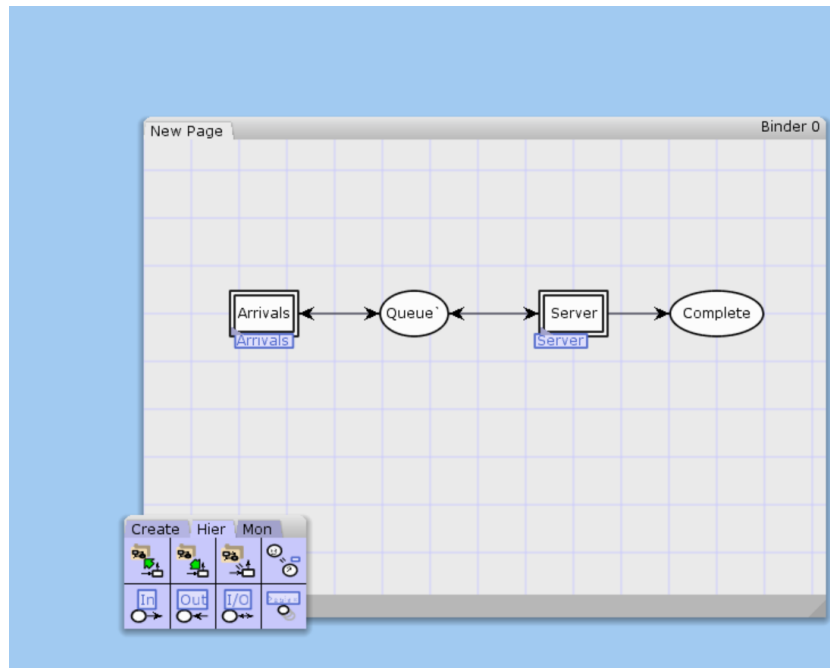 New Page
Binder 0
Arrivals
Queue`
Server
Complete
Arrivals
Server
Create
Hier
Mon
In
Out
I/O